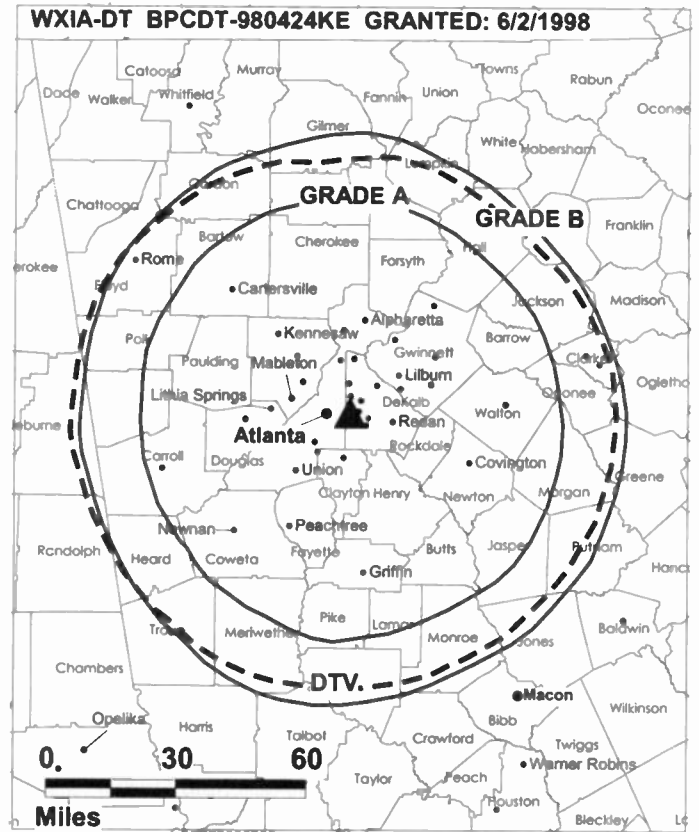 WXIA-DT BPCDT-980424KE GRANTED: 6/2/1998
Catoosa
Murray
Towns
Rabun
Dade
Walker
Whitfield
Fannin
Union
Oconee
Gilmer
White
Habersham
Lumpkin
Gordon
Chattooga
GRADE A
GRADE B
Franklin
Bartow
Cherokee
Hall
erokee
Rome
Forsyth
Floyd
Cartersville
Jackson
Madison
Kennesaw
Alpharetta
Polk
Barrow
Paulding
Mableton
Gwinnett
Clarke
Lilburn
Lithia Springs
DeKalb
Oconee
Ogletho
eburne
Walton
Atlanta
Redan
Rockdale
Carroll
Douglas
Union
Covington
Greene
Clayton
Henry
Newton
Morgan
Newnan
Peachtree
Randolph
Heard
Coweta
Fayette
Butts
Jasper
Putnam
Hanc
Griffin
Pike
Lamar
Troup
Meriwether
Monroe
Jones
Baldwin
Chambers
DTV.
Macon
Bibb
Wilkinson
Opelika
Harris
Talbot
Crawford
Twiggs
0
30
60
Taylor
Peach
Warner Robins
Houston
Miles
Bleckley